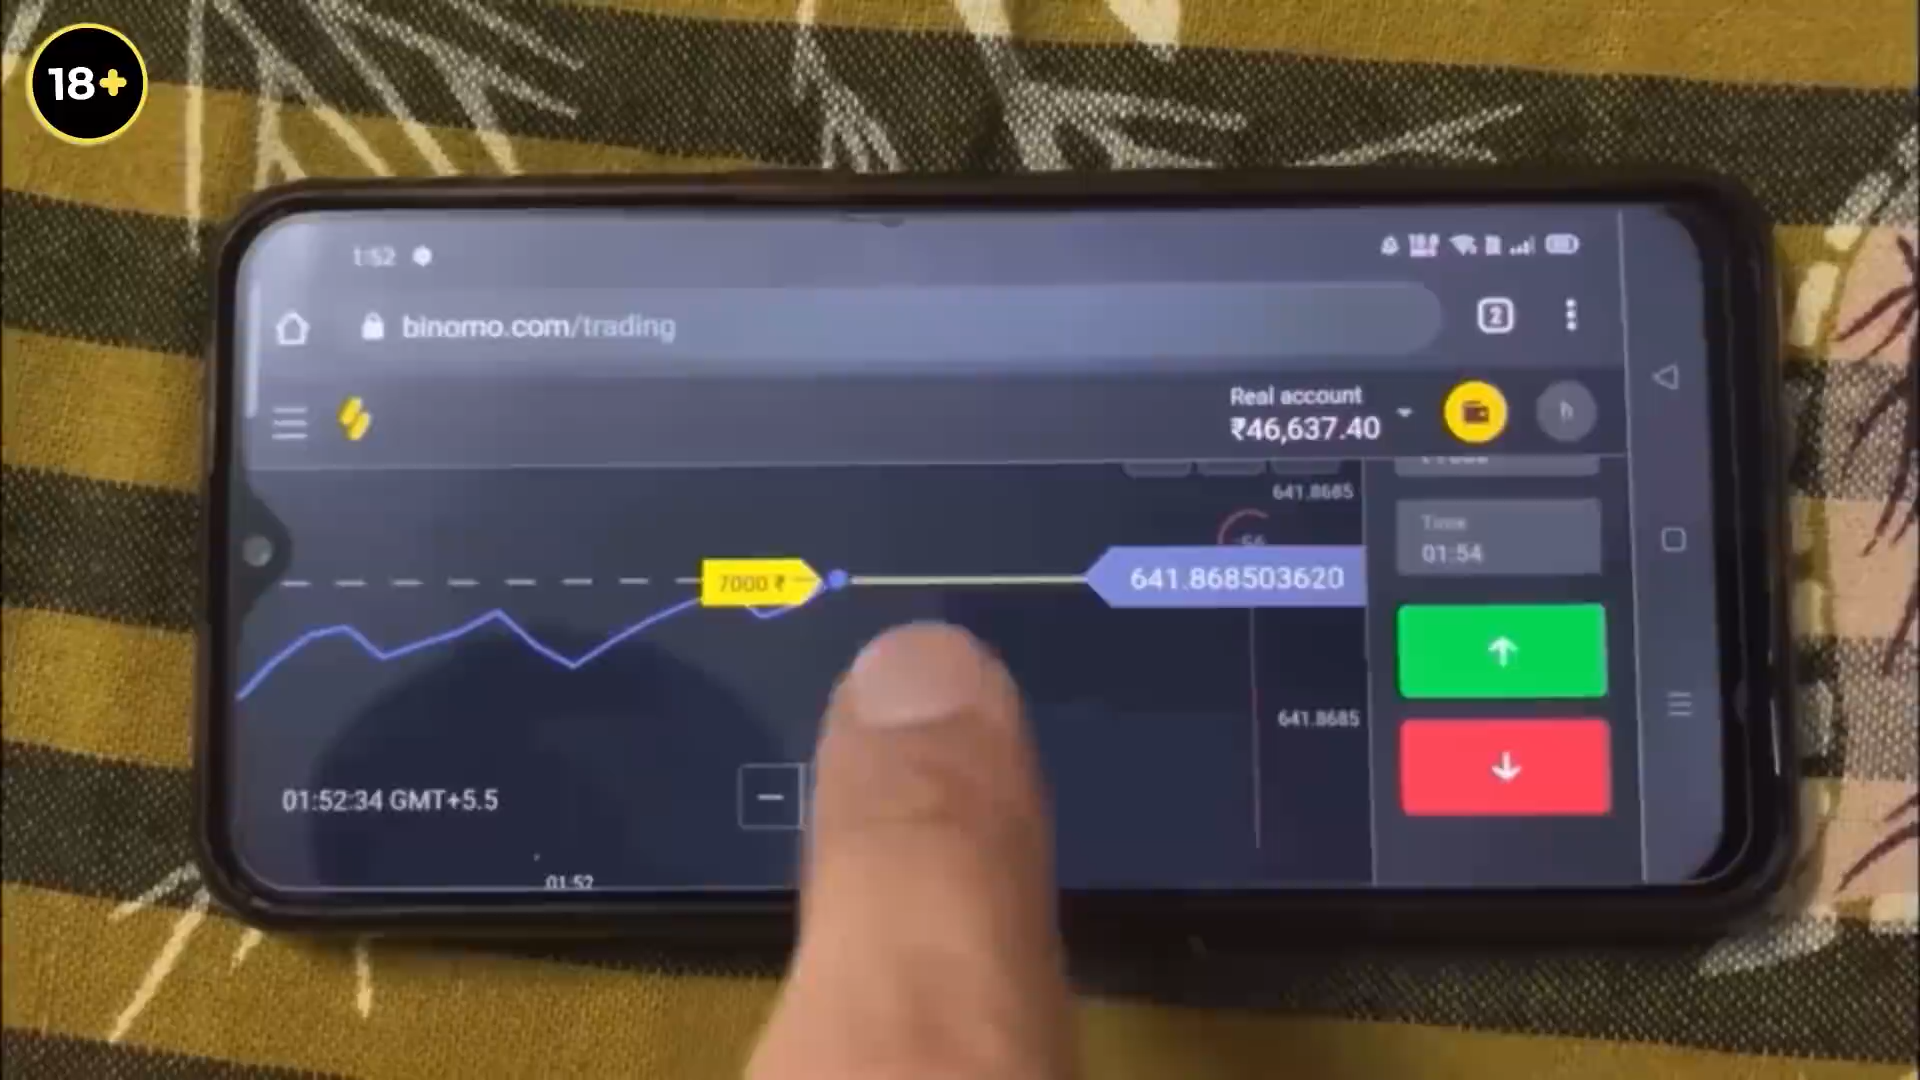 18+
1:52
binomo.com/trading
2
Real account
₹46,637.40
h
641.8685
Time
01:54
:56
7000 ₹
641.868503620
641.8685
01:52:34 GMT+5.5
01:52